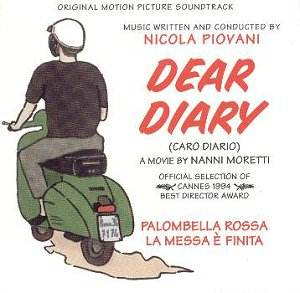 ORIGINAL MOTION PICTURE SOUNDTRACK
MUSIC WRITTEN AND CONDUCTED BY
NICOLA PIOVANI
DEAR
DIARY
(CARO DIARIO)
A MOVIE BY NANNI MORETTI
OFFICIAL SELECTION OF
CANNES 1994
BEST DIRECTOR AWARD
PALOMBELLA ROSSA
LA MESSA È FINITA